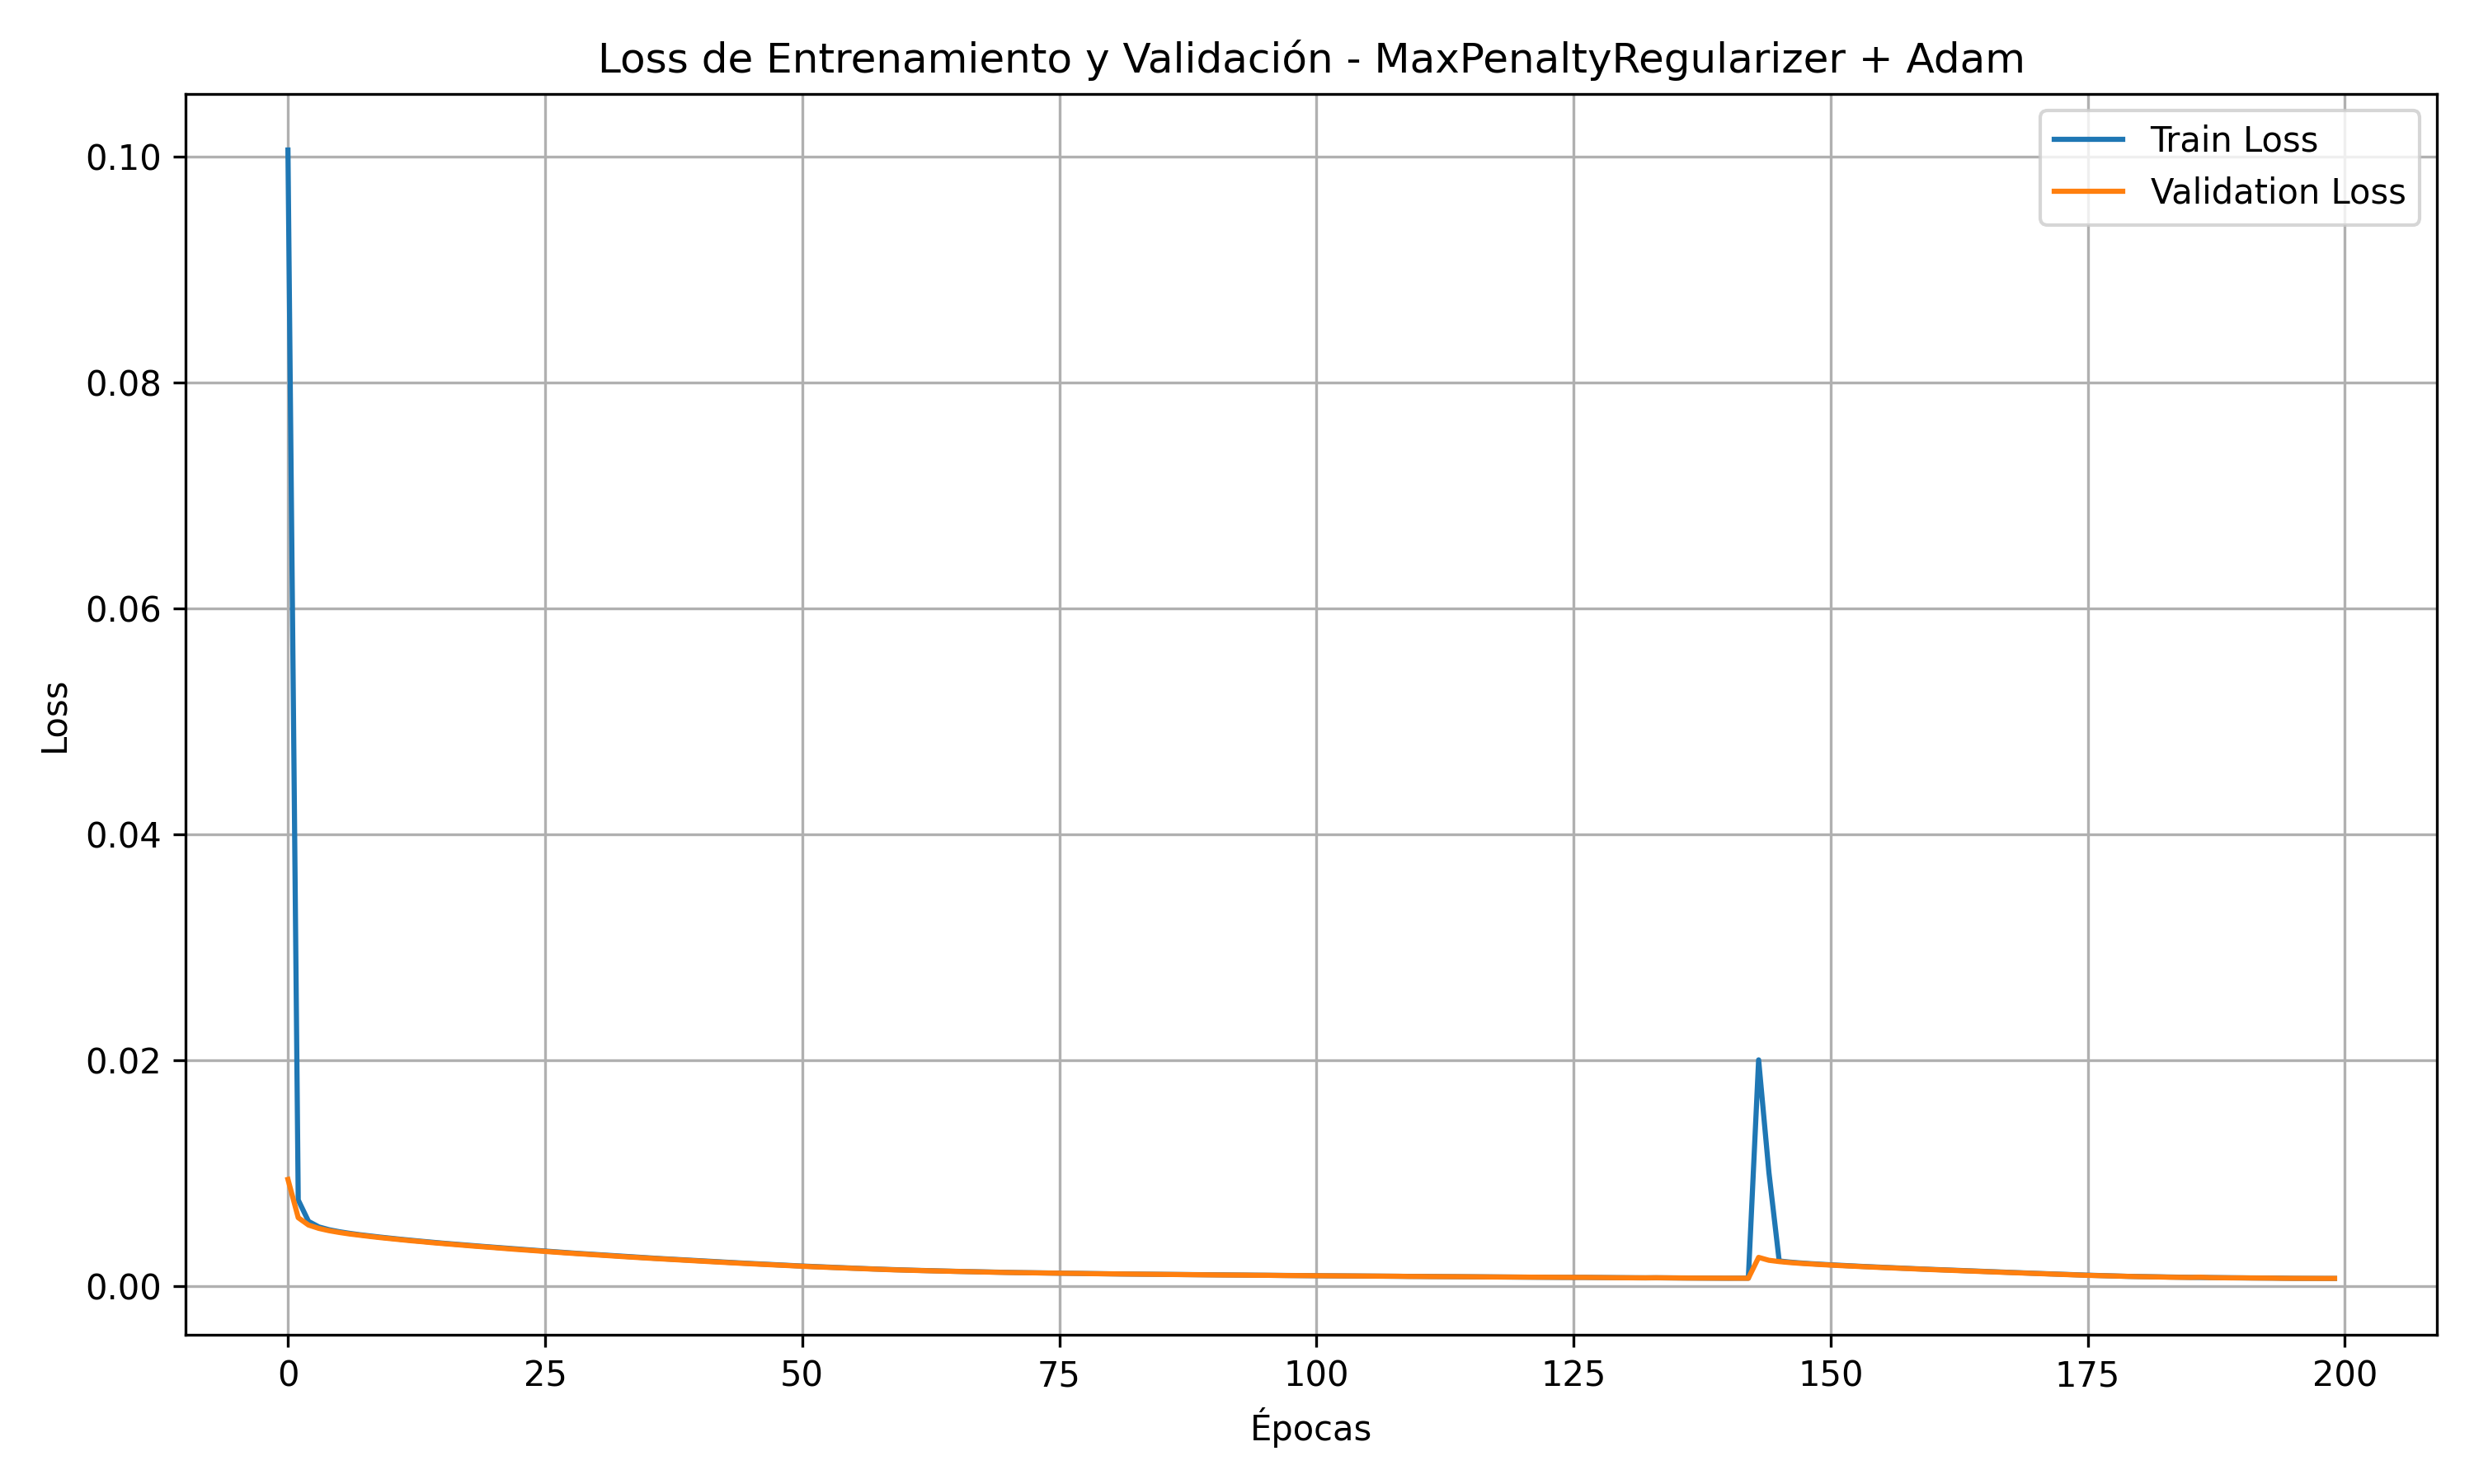 Loss de Entrenamiento y Validación - MaxPenaltyRegularizer + Adam
Train Loss
Validation Loss
0.10
0.08
0.06
0.04
0.02
0.00
Loss
0 25 50 75 100 125 150 175 200
Épocas